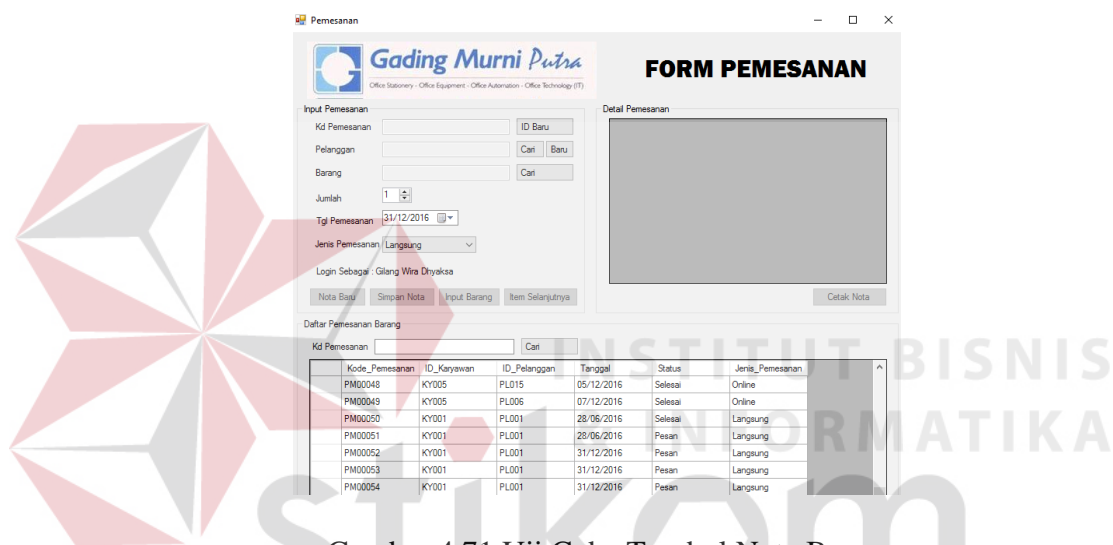 Pemesanan
Gading Murni Putra
Office Stationery - Office Equipment - Office Automation - Office Technology (IT)
FORM PEMESANAN
Input Pemesanan
Kd Pemesanan ID Baru
Pelanggan Cari Baru
Barang Cari
Jumlah 1
Tgl Pemesanan 31/12/2016
Jenis Pemesanan Langsung
Login Sebagai : Gilang Wira Dhyaksa
Nota Baru Simpan Nota Input Barang Item Selanjutnya
Detail Pemesanan
Cetak Nota
Daftar Pemesanan Barang
Kd Pemesanan Cari
Kode_Pemesanan ID_Karyawan ID_Pelanggan Tanggal Status Jenis_Pemesanan
PM00048 KY005 PL015 05/12/2016 Selesai Online
PM00049 KY005 PL006 07/12/2016 Selesai Online
PM00050 KY001 PL001 28/06/2016 Selesai Langsung
PM00051 KY001 PL001 28/06/2016 Pesan Langsung
PM00052 KY001 PL001 31/12/2016 Pesan Langsung
PM00053 KY001 PL001 31/12/2016 Pesan Langsung
PM00054 KY001 PL001 31/12/2016 Pesan Langsung
INSTITUT BISNIS
& INFORMATIKA
stikom